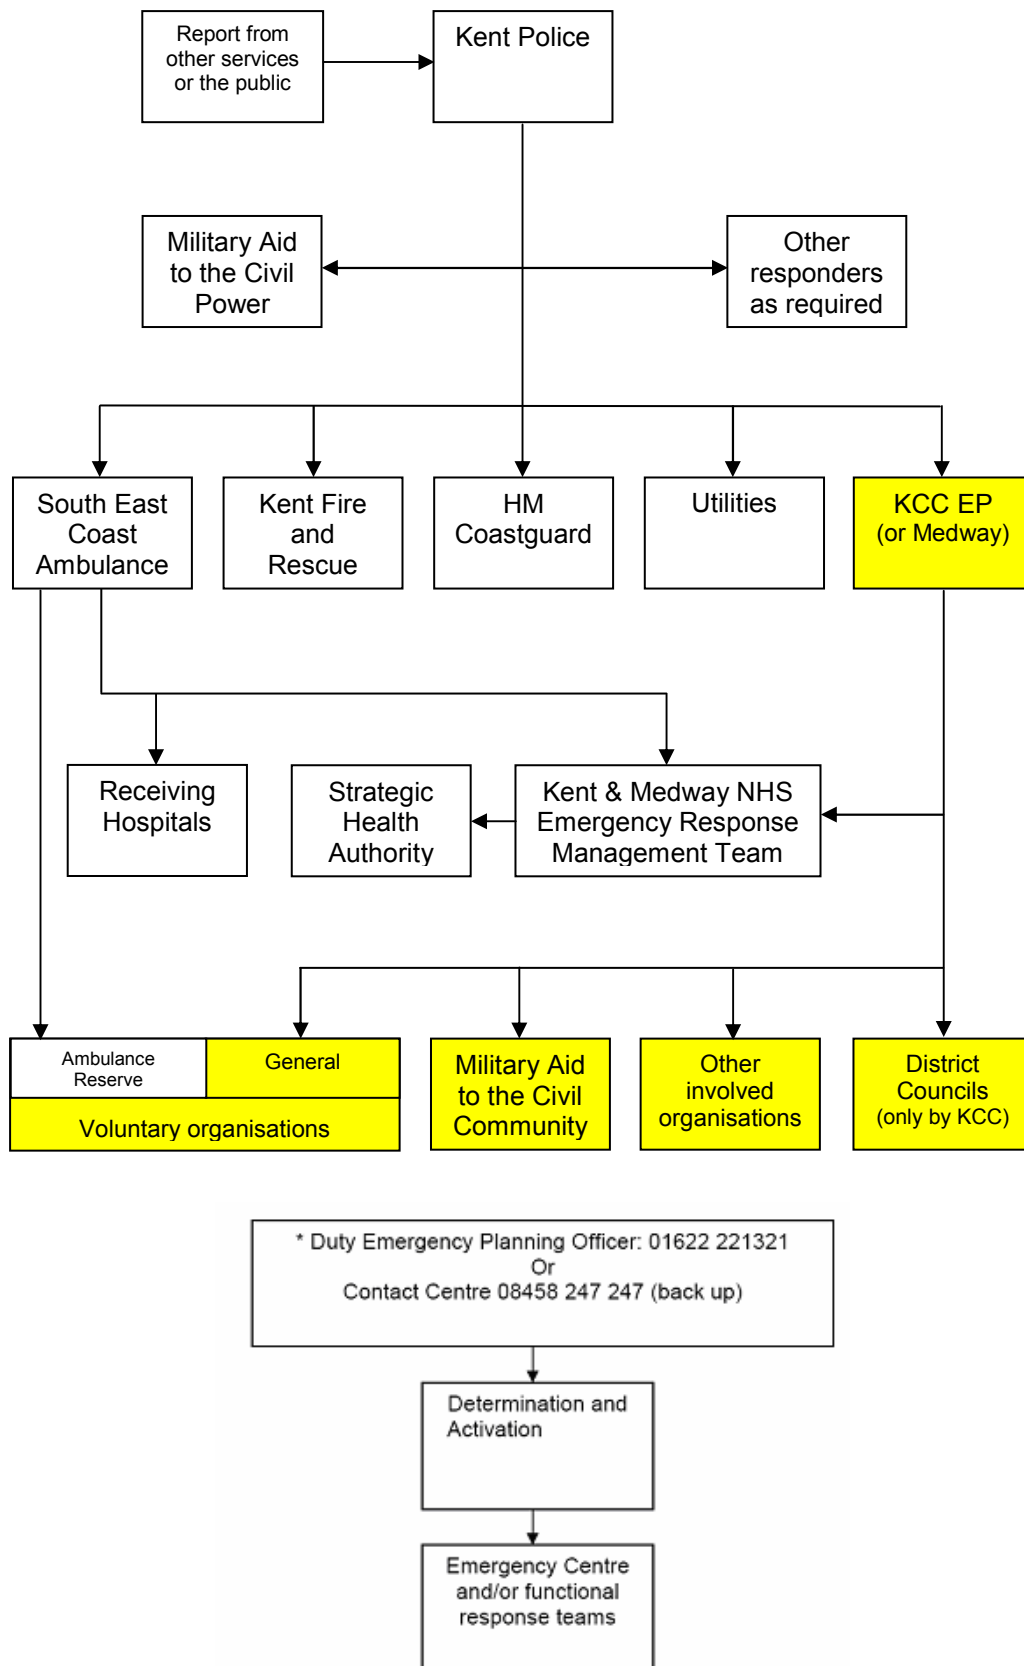 Report from
other services
or the public
Kent Police
Military Aid
to the Civil
Power
Other
responders
as required
South East
Coast
Ambulance
Kent Fire
and
Rescue
HM
Coastguard
Utilities
KCC EP
(or Medway)
Receiving
Hospitals
Strategic
Health
Authority
Kent & Medway NHS
Emergency Response
Management Team
Ambulance
Reserve
General
Voluntary organisations
Military Aid
to the Civil
Community
Other
involved
organisations
District
Councils
(only by KCC)
* Duty Emergency Planning Officer: 01622 221321
Or
Contact Centre 08458 247 247 (back up)
Determination and
Activation
Emergency Centre
and/or functional
response teams